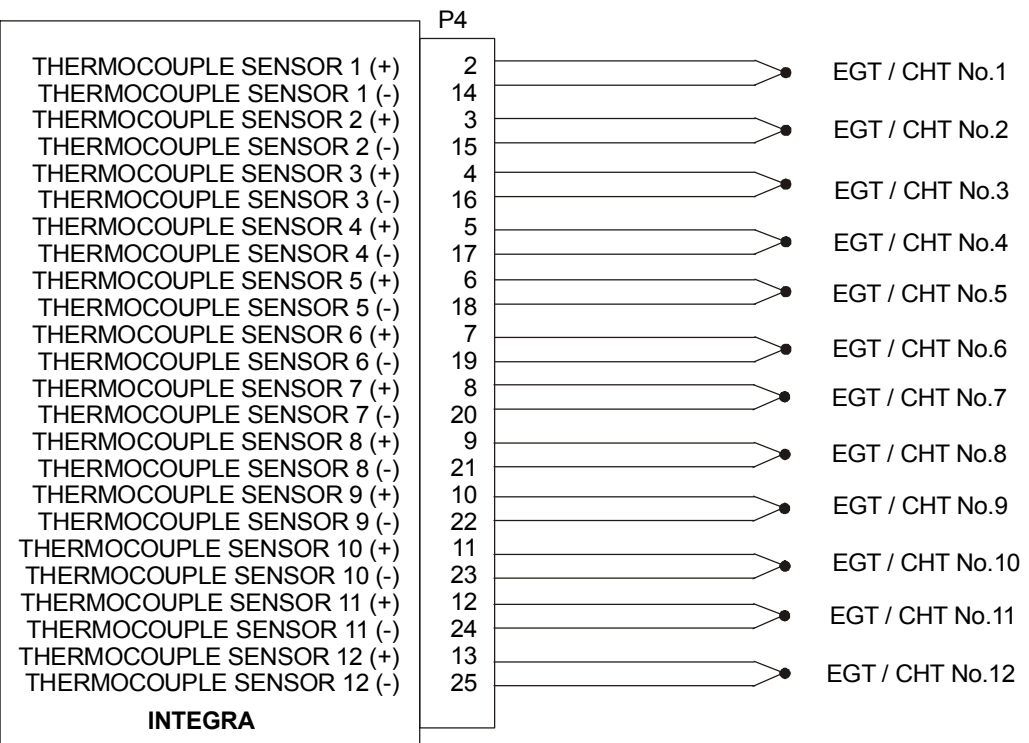 P4
THERMOCOUPLE SENSOR 1 (+) 2 EGT / CHT No.1
THERMOCOUPLE SENSOR 1 (-) 14
THERMOCOUPLE SENSOR 2 (+) 3 EGT / CHT No.2
THERMOCOUPLE SENSOR 2 (-) 15
THERMOCOUPLE SENSOR 3 (+) 4 EGT / CHT No.3
THERMOCOUPLE SENSOR 3 (-) 16
THERMOCOUPLE SENSOR 4 (+) 5 EGT / CHT No.4
THERMOCOUPLE SENSOR 4 (-) 17
THERMOCOUPLE SENSOR 5 (+) 6 EGT / CHT No.5
THERMOCOUPLE SENSOR 5 (-) 18
THERMOCOUPLE SENSOR 6 (+) 7 EGT / CHT No.6
THERMOCOUPLE SENSOR 6 (-) 19
THERMOCOUPLE SENSOR 7 (+) 8 EGT / CHT No.7
THERMOCOUPLE SENSOR 7 (-) 20
THERMOCOUPLE SENSOR 8 (+) 9 EGT / CHT No.8
THERMOCOUPLE SENSOR 8 (-) 21
THERMOCOUPLE SENSOR 9 (+) 10 EGT / CHT No.9
THERMOCOUPLE SENSOR 9 (-) 22
THERMOCOUPLE SENSOR 10 (+) 11 EGT / CHT No.10
THERMOCOUPLE SENSOR 10 (-) 23
THERMOCOUPLE SENSOR 11 (+) 12 EGT / CHT No.11
THERMOCOUPLE SENSOR 11 (-) 24
THERMOCOUPLE SENSOR 12 (+) 13 EGT / CHT No.12
THERMOCOUPLE SENSOR 12 (-) 25
INTEGRA